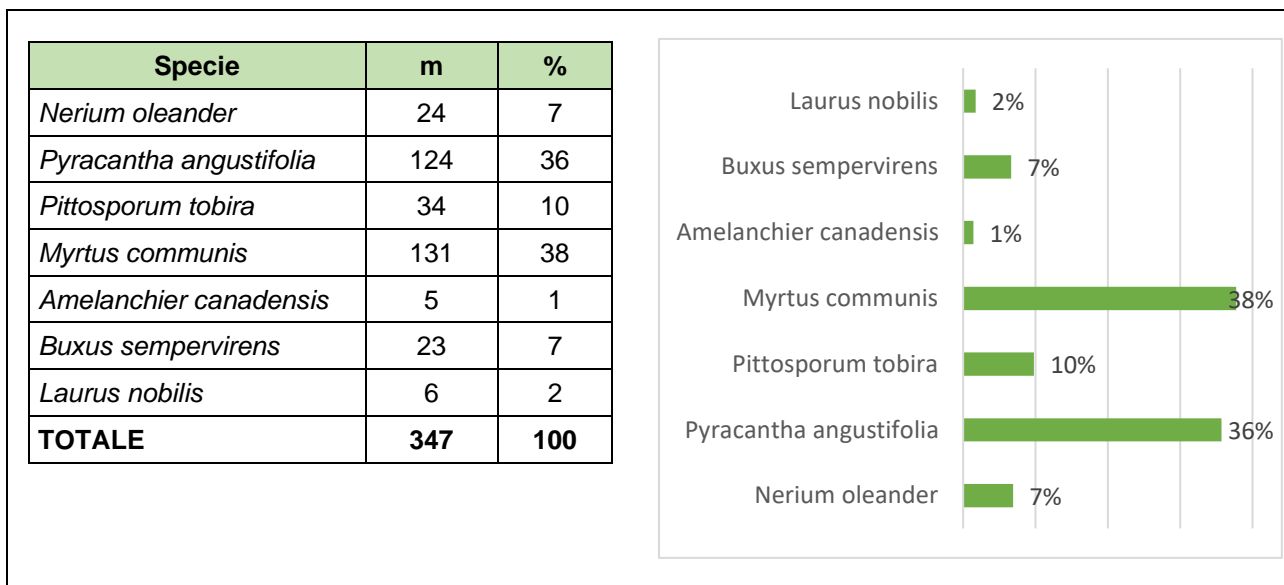 Specie m %
Nerium oleander 24 7
Pyracantha angustifolia 124 36
Pittosporum tobira 34 10
Myrtus communis 131 38
Amelanchier canadensis 5 1
Buxus sempervirens 23 7
Laurus nobilis 6 2
TOTALE 347 100
Laurus nobilis 2%
Buxus sempervirens 7%
Amelanchier canadensis 1%
Myrtus communis 38%
Pittosporum tobira 10%
Pyracantha angustifolia 36%
Nerium oleander 7%